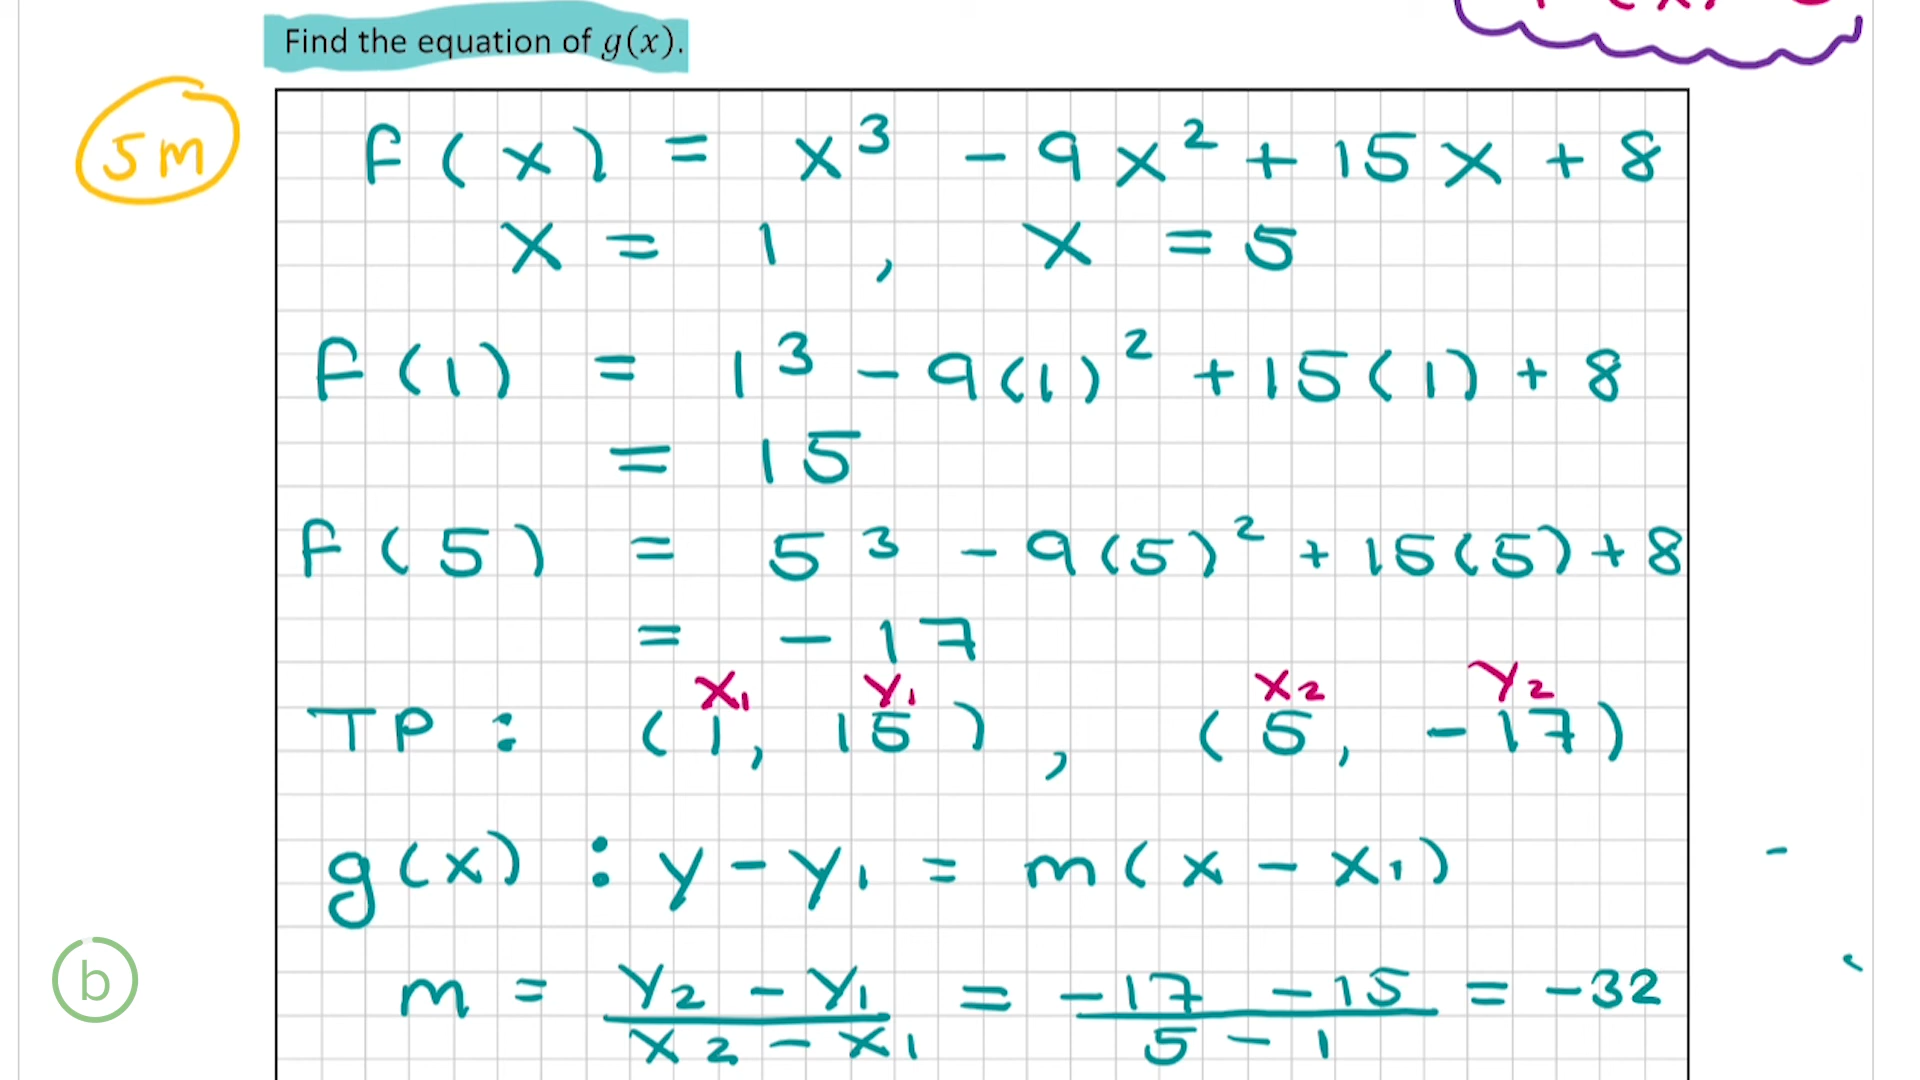 Find the equation of g(x).
5m
f(x) = x³ - 9x² + 15x + 8
x = 1, x = 5
f(1) = 1³ - 9(1)² + 15(1) + 8
= 15
f(5) = 5³ - 9(5)² + 15(5) + 8
= -17
x₁ y₁ x₂ y₂
TP : (1, 15), (5, -17)
g(x) : y - y₁ = m(x - x₁)
m = y₂ - y₁ = -17 - 15 = -32
x₂ - x₁ 5 - 1
b